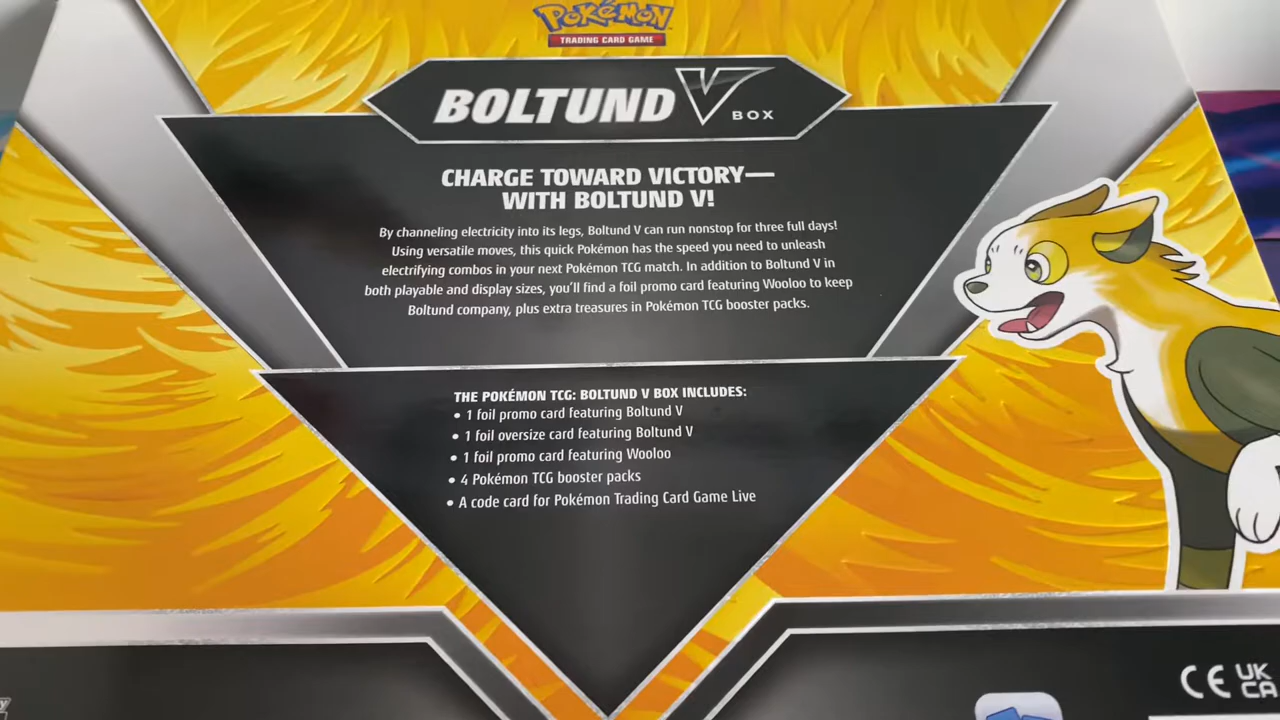 POKÉMON
TRADING CARD GAME
BOLTUND V BOX
CHARGE TOWARD VICTORY—
WITH BOLTUND V!
By channeling electricity into its legs, Boltund V can run nonstop for three full days!
Using versatile moves, this quick Pokémon has the speed you need to unleash
electrifying combos in your next Pokémon TCG match. In addition to Boltund V in
both playable and display sizes, you'll find a foil promo card featuring Wooloo to keep
Boltund company, plus extra treasures in Pokémon TCG booster packs.
THE POKÉMON TCG: BOLTUND V BOX INCLUDES:
• 1 foil promo card featuring Boltund V
• 1 foil oversize card featuring Boltund V
• 1 foil promo card featuring Wooloo
• 4 Pokémon TCG booster packs
• A code card for Pokémon Trading Card Game Live
CE UK
CA